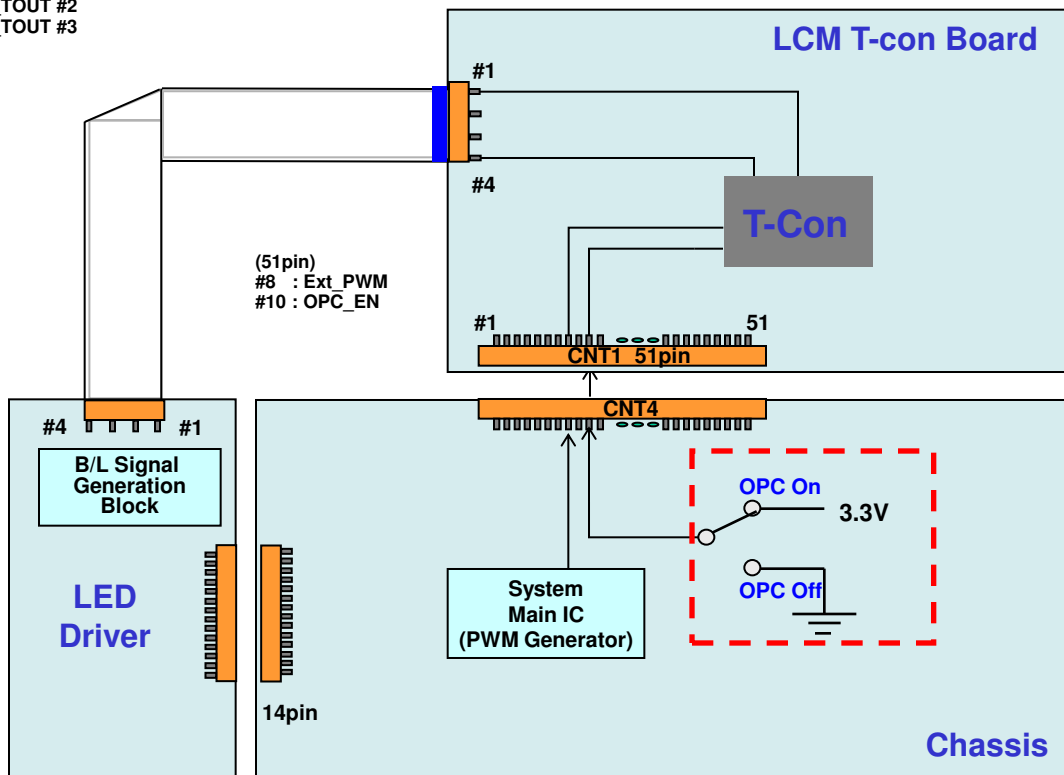 TOUT #2
TOUT #3
LCM T-con Board
#1
#4
T-Con
(51pin)
#8 : Ext_PWM
#10 : OPC_EN
#1
51
CNT1 51pin
CNT4
#4
#1
B/L Signal
Generation
Block
OPC On
3.3V
OPC Off
LED
Driver
System
Main IC
(PWM Generator)
14pin
Chassis